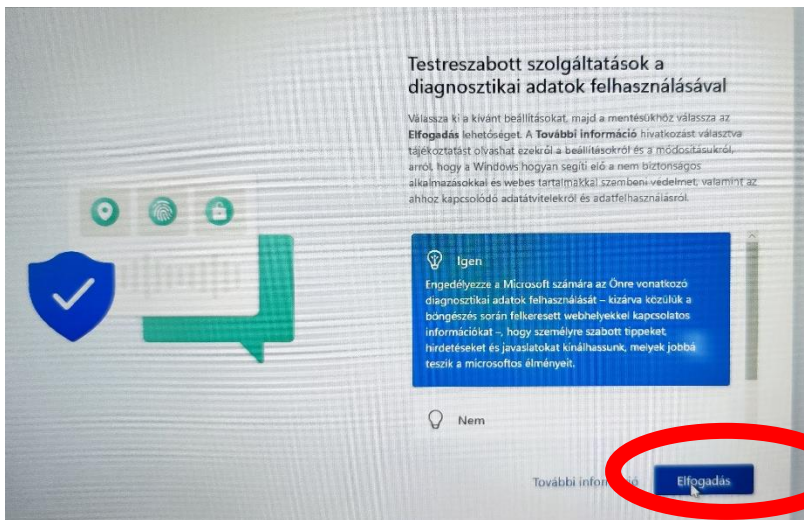 Testreszabott szolgáltatások a
diagnosztikai adatok felhasználásával
Válassza ki a kívánt beállításokat, majd a mentésükhöz válassza az
Elfogadás lehetőséget. A További információ hivatkozást választva
tájékoztatást olvashat ezekről a beállításokról és a módosításukról,
arról, hogy a Windows hogyan segíti elő a nem biztonságos
alkalmazásokkal és webes tartalmakkal szembeni védelmet, valamint az
ahhoz kapcsolódó adatátvitelekről és adatfelhasználásról.
Igen
Engedélyezze a Microsoft számára az Önre vonatkozó
diagnosztikai adatok felhasználását – kizárva közülük a
böngészés során felkeresett webhelyekkel kapcsolatos
információkat –, hogy személyre szabott tippeket,
hirdetéseket és javaslatokat kínálhassunk, melyek jobbá
teszik a microsoftos élményeit.
Nem
További információ
Elfogadás